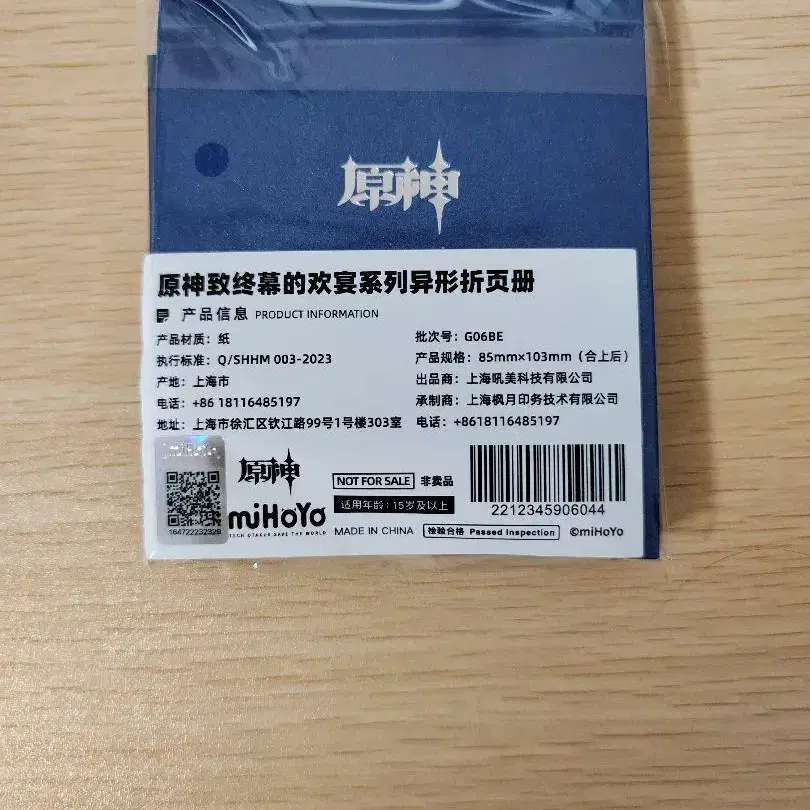 原神
原神致终幕的欢宴系列异形折页册
产品信息 PRODUCT INFORMATION
产品材质：纸
执行标准：Q/SHHM 003-2023
产地：上海市
电话：+86 18116485197
地址：上海市徐汇区钦江路99号1号楼303室
批次号：G06BE
产品规格：85mm×103mm（合上后）
出品商：上海吼美科技有限公司
承制商：上海枫月印务技术有限公司
电话：+8618116485197
miHoYo
164722232329
原神
miHoYo
TECH OTAKUS SAVE THE WORLD
NOT FOR SALE 非卖品
适用年龄：15岁及以上
MADE IN CHINA
2212345906044
检验合格 Passed Inspection
©miHoYo